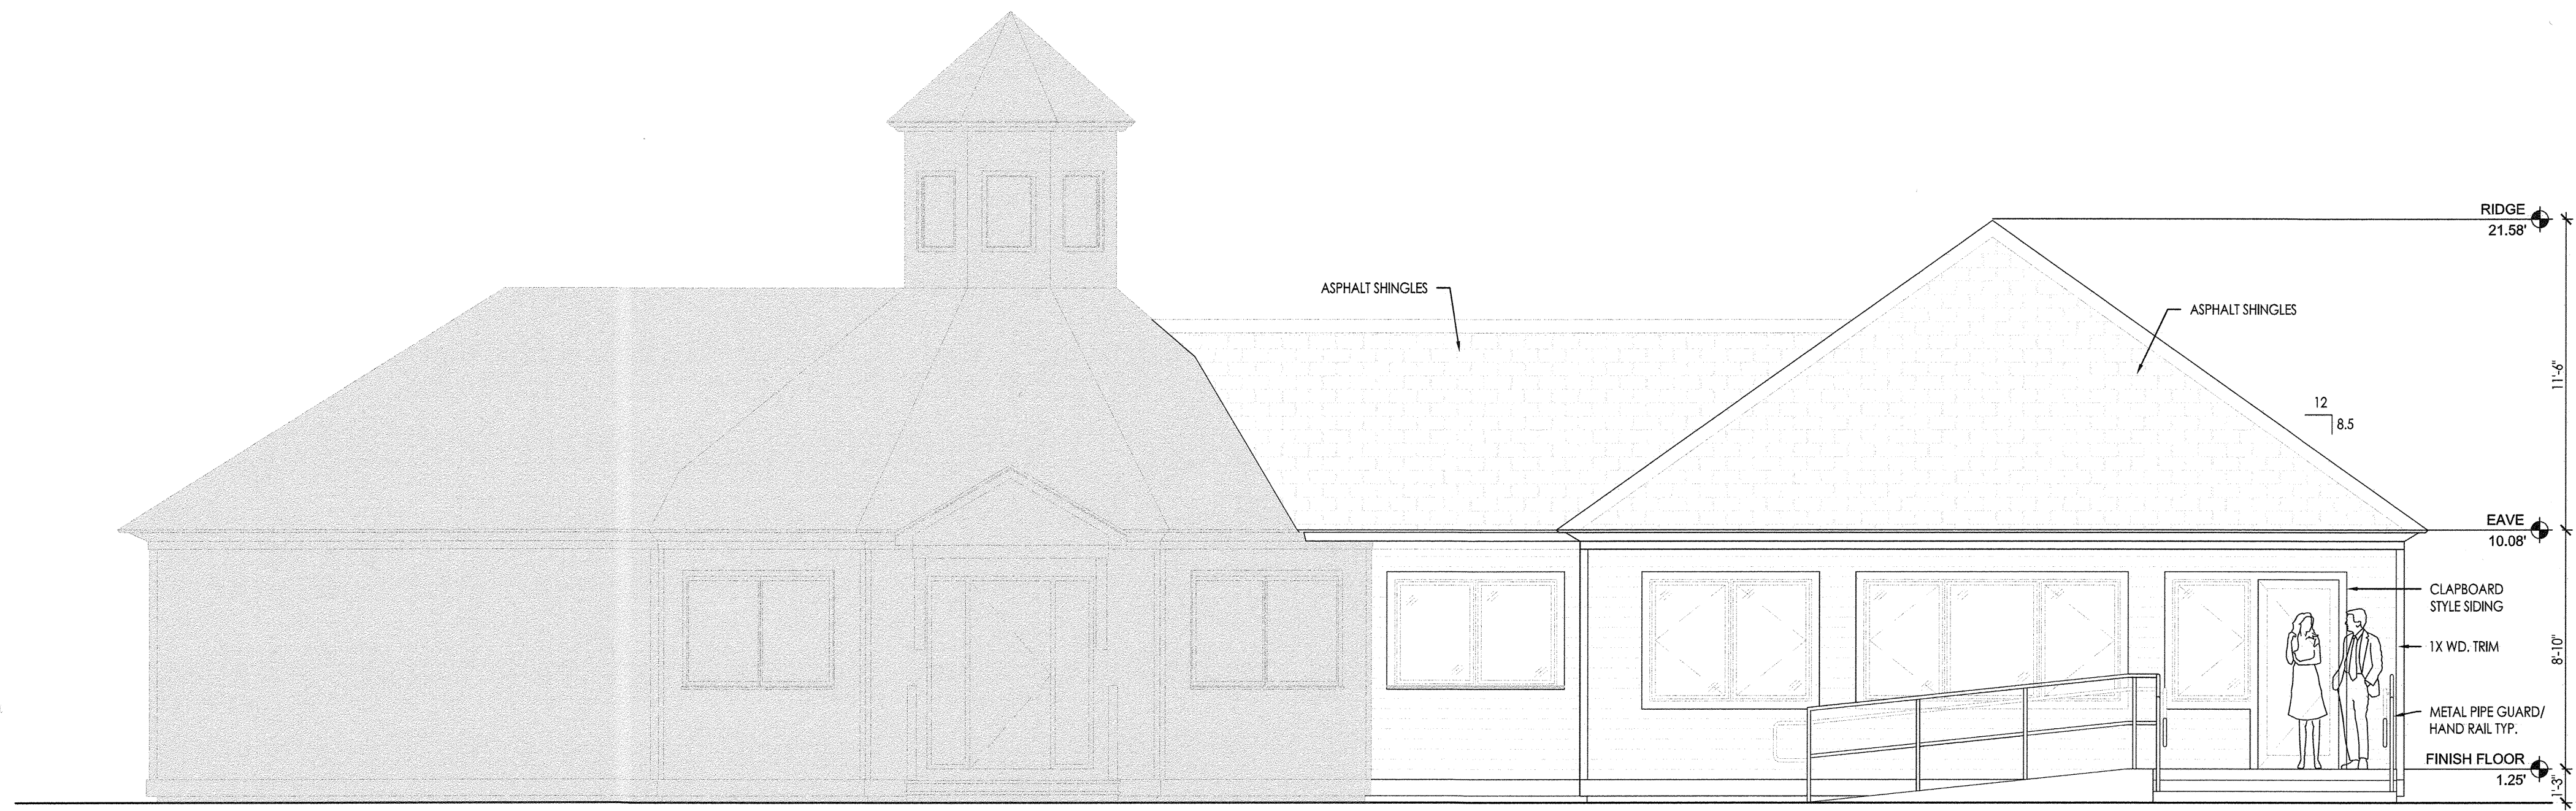 RIDGE
21.58'
ASPHALT SHINGLES
ASPHALT SHINGLES
11'-6"
12
8.5
EAVE
10.08'
CLAPBOARD
STYLE SIDING
8'-10"
1X WD. TRIM
METAL PIPE GUARD/
HAND RAIL TYP.
FINISH FLOOR
1.25'
1'-3"